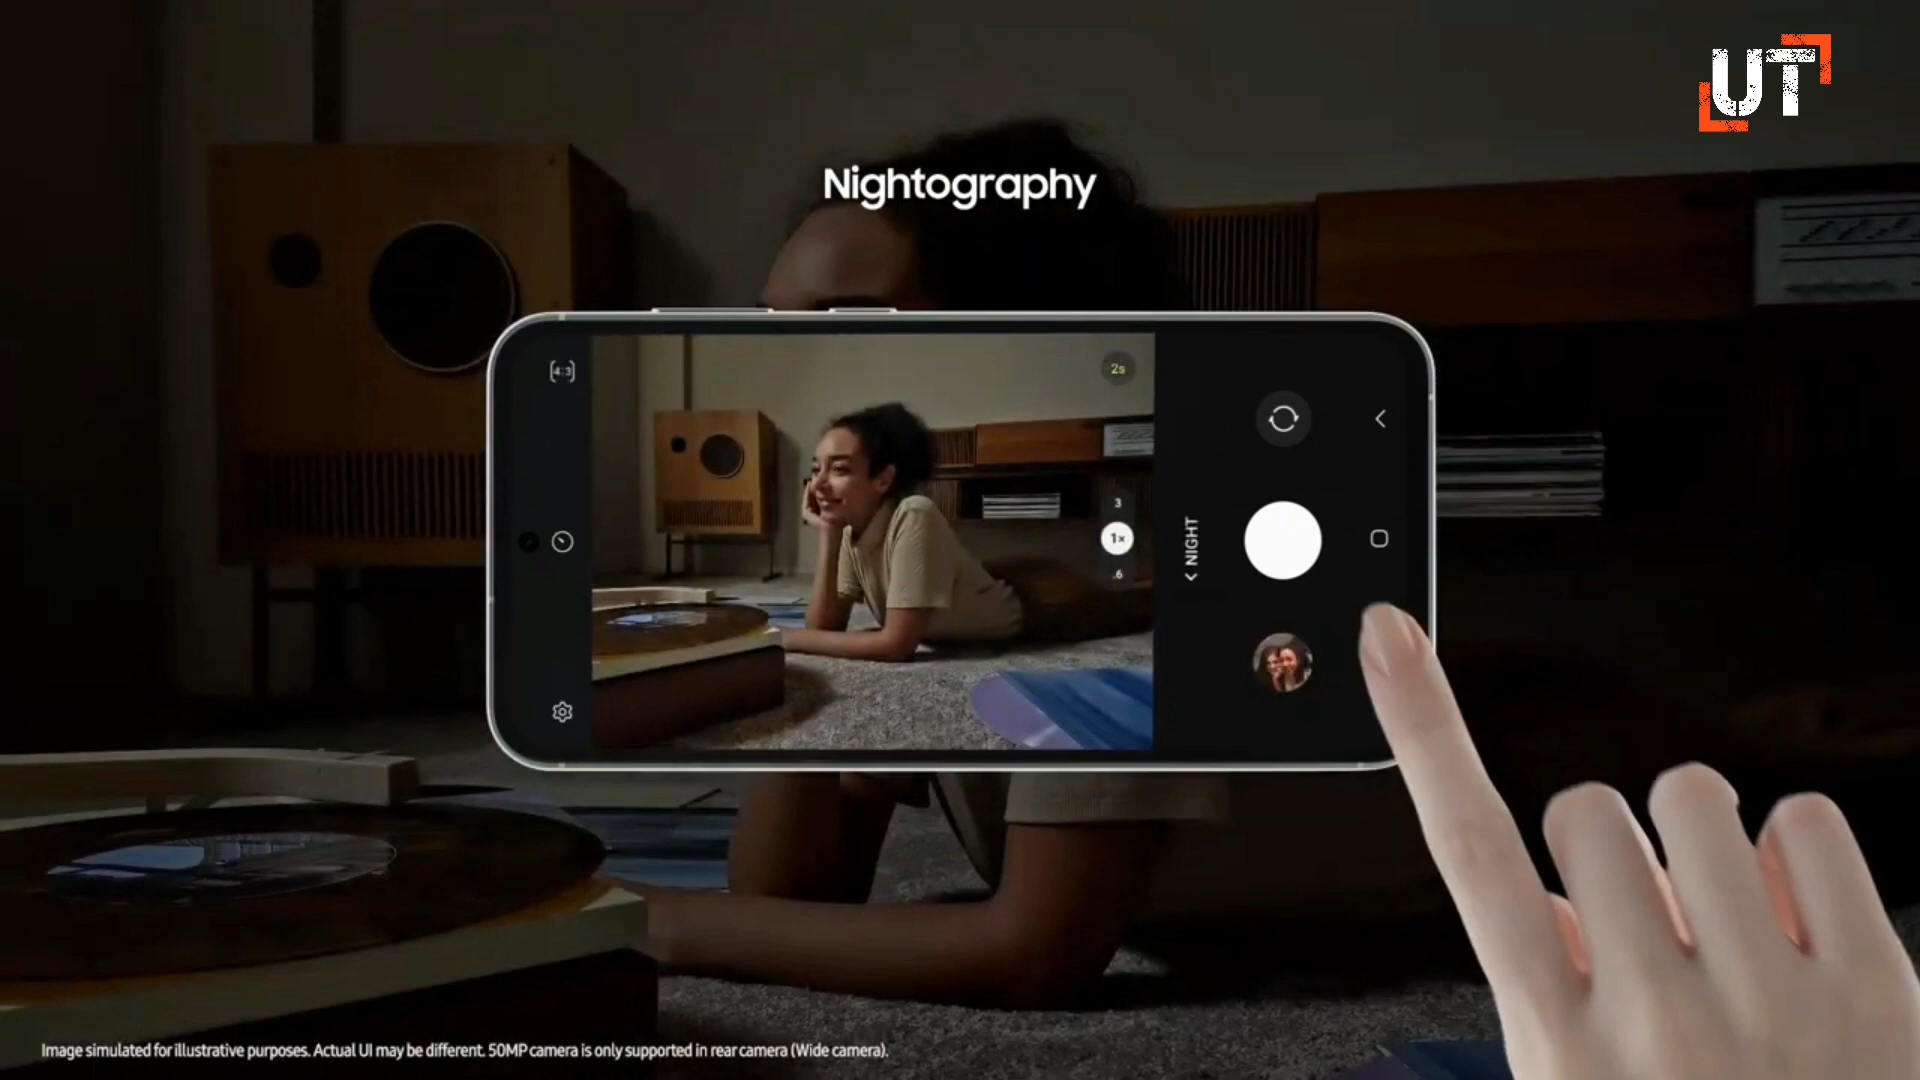 UT
Nightography
4:3
2s
3
1×
.6
< NIGHT
Image simulated for illustrative purposes. Actual UI may be different. 50MP camera is only supported in rear camera (Wide camera).